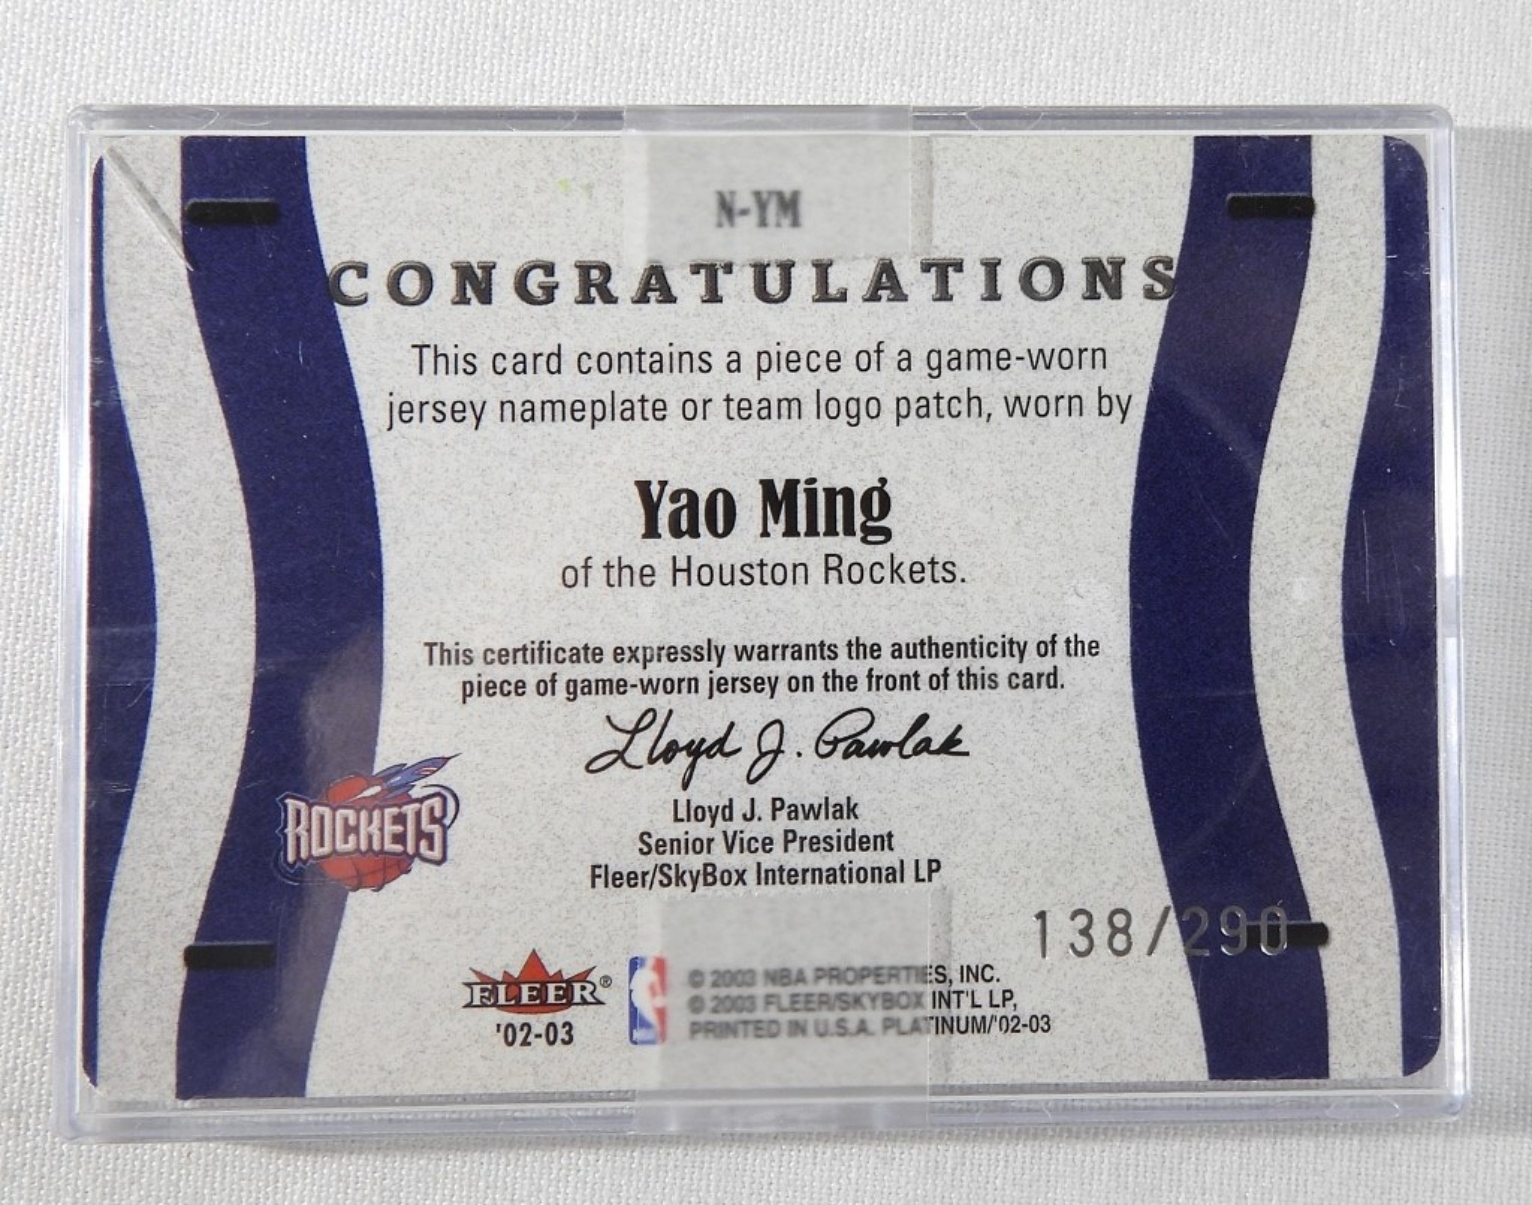 N-YM
CONGRATULATIONS
This card contains a piece of a game-worn
jersey nameplate or team logo patch, worn by
Yao Ming
of the Houston Rockets.
This certificate expressly warrants the authenticity of the
piece of game-worn jersey on the front of this card.
Lloyd J. Pawlak
Lloyd J. Pawlak
Senior Vice President
Fleer/SkyBox International LP
ROCKETS
138/290
FLEER®
'02-03
© 2003 NBA PROPERTIES, INC.
© 2003 FLEER/SKYBOX INT'L LP,
PRINTED IN U.S.A. PLATINUM/'02-03